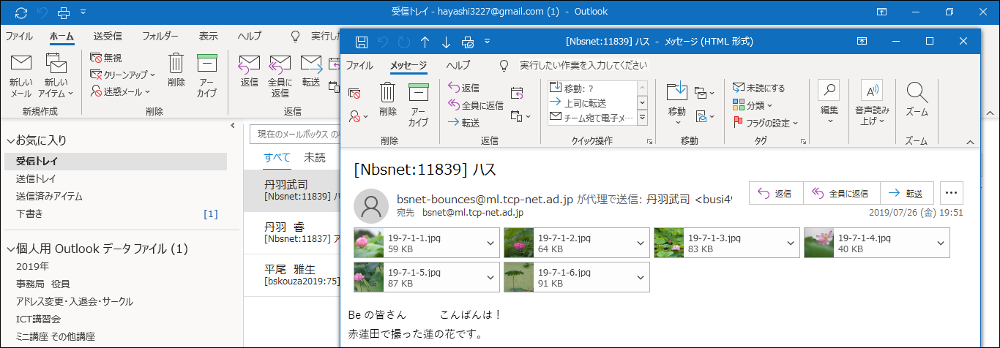 受信トレイ - hayashi3227@gmail.com (1) - Outlook
ファイル ホーム 送受信 フォルダー 表示 ヘルプ 実行した
新しいメール
新しいアイテム
新規作成
無視
クリーンアップ
迷惑メール
削除
アーカイブ
削除
返信
全員に返信
転送
返信
お気に入り
受信トレイ
送信トレイ
送信済みアイテム
下書き [1]
個人用 Outlook データ ファイル (1)
2019年
事務局 役員
アドレス変更・入退会・サークル
ICT講習会
ミニ講座 その他講座
現在のメールボックス の
すべて 未読
丹羽武司
[Nbsnet:11839] ハ
丹羽 睿
[Nbsnet:11837] ア
平尾 雅生
[bskouza2019:75]
[Nbsnet:11839] ハス - メッセージ (HTML 形式)
ファイル メッセージ ヘルプ 実行したい作業を入力してください
削除
アーカイブ
削除
返信
全員に返信
転送
返信
移動: ?
上司に転送
チーム宛て電子メ…
クイック操作
移動
移動
未読にする
分類
フラグの設定
タグ
編集
音声読み上げ
ズーム
ズーム
[Nbsnet:11839] ハス
bsnet-bounces@ml.tcp-net.ad.jp が代理で送信: 丹羽武司 <busi49
宛先 bsnet@ml.tcp-net.ad.jp
返信 全員に返信 転送
2019/07/26 (金) 19:51
19-7-1-1.jpg
59 KB
19-7-1-2.jpg
64 KB
19-7-1-3.jpg
83 KB
19-7-1-4.jpg
40 KB
19-7-1-5.jpg
87 KB
19-7-1-6.jpg
91 KB
Be の皆さん こんばんは！
赤蓮田で撮った蓮の花です。